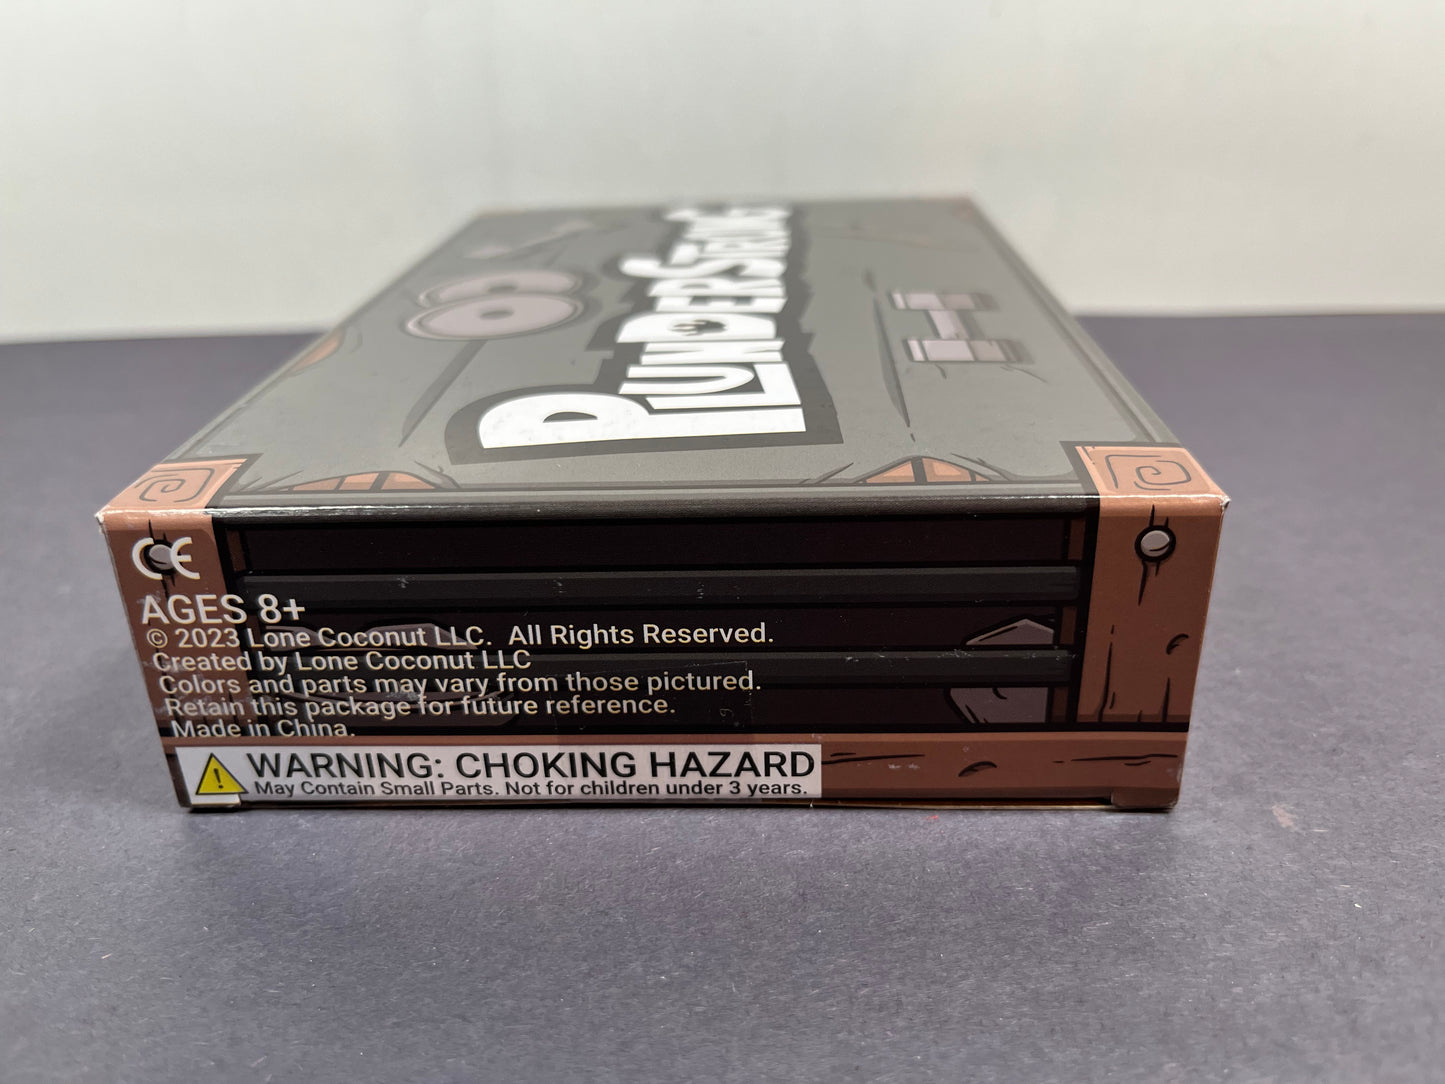 PLUNDERSTRUCK
CE
AGES 8+
© 2023 Lone Coconut LLC. All Rights Reserved.
Created by Lone Coconut LLC
Colors and parts may vary from those pictured.
Retain this package for future reference.
Made in China.
WARNING: CHOKING HAZARD
May Contain Small Parts. Not for children under 3 years.